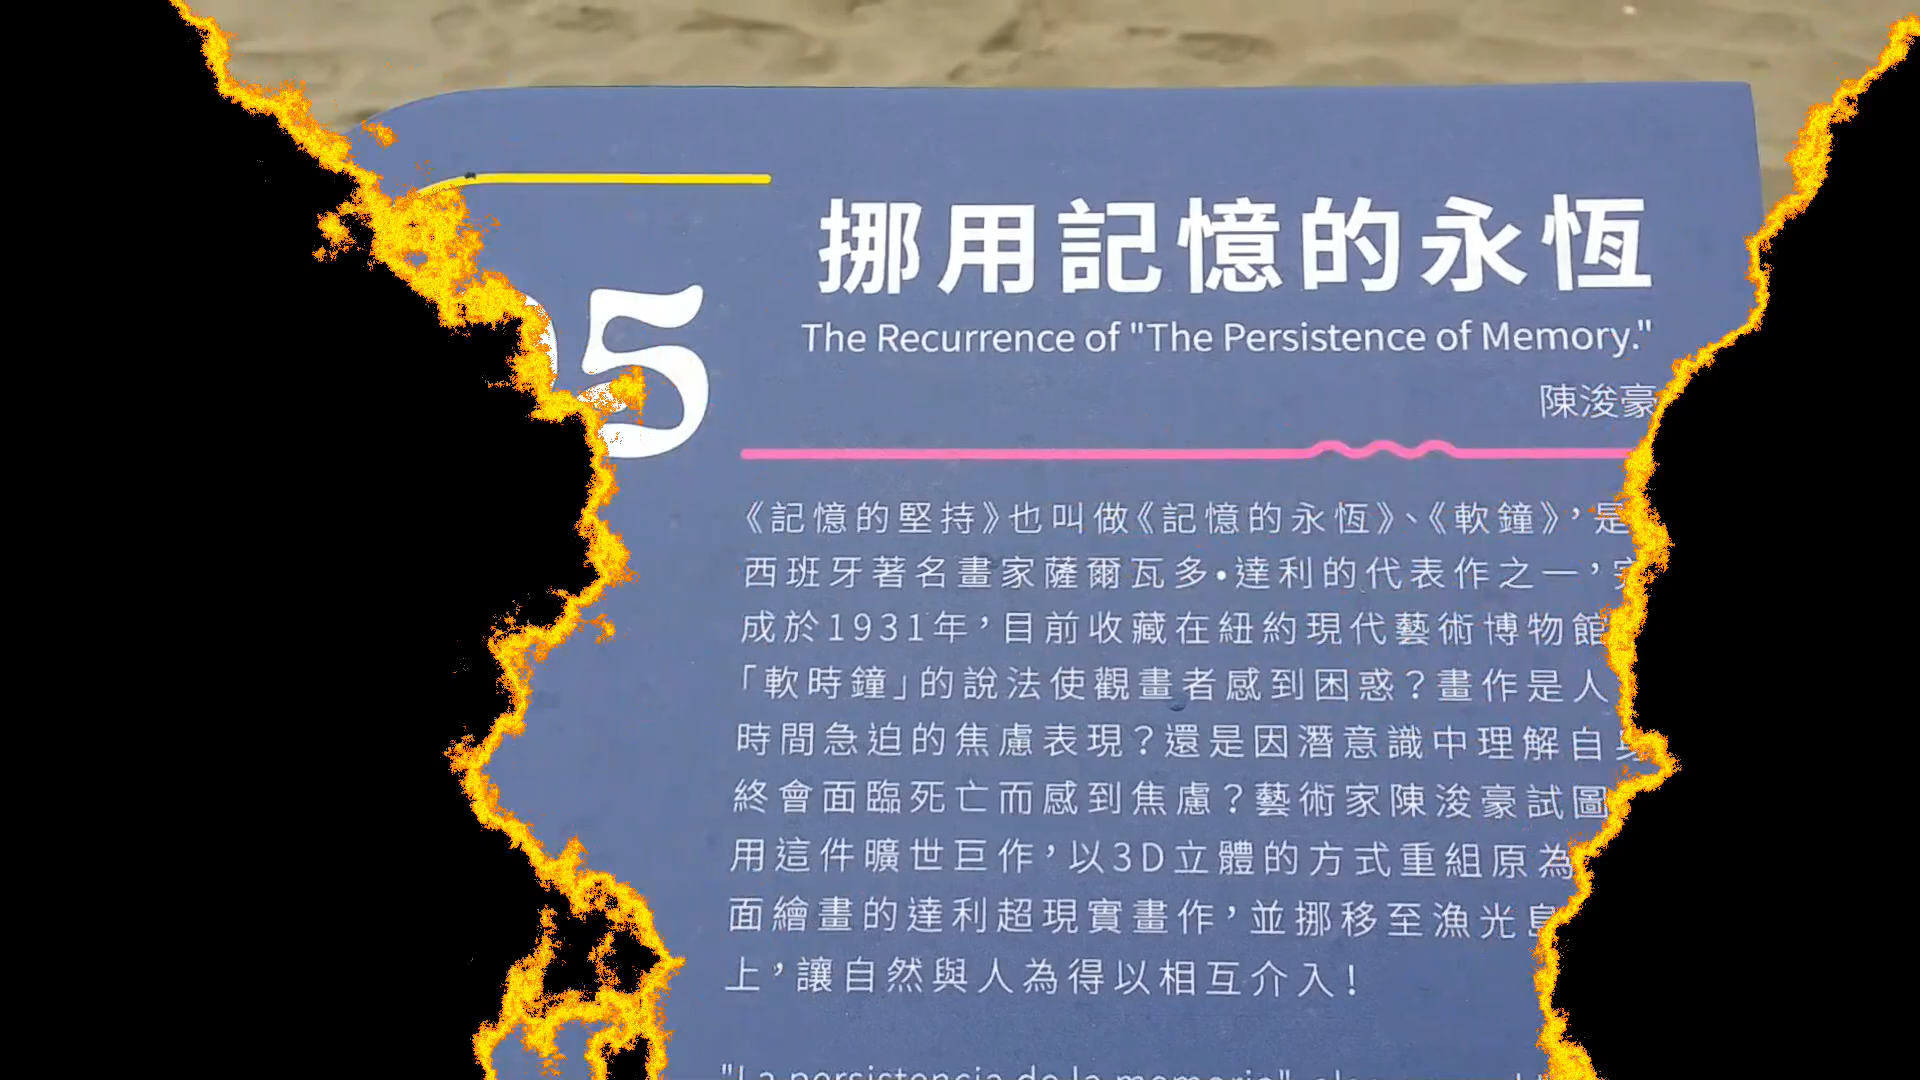 05
挪用記憶的永恆
The Recurrence of "The Persistence of Memory."
陳浚豪
《記憶的堅持》也叫做《記憶的永恆》、《軟鐘》，是
西班牙著名畫家薩爾瓦多•達利的代表作之一，完
成於1931年，目前收藏在紐約現代藝術博物館
「軟時鐘」的說法使觀畫者感到困惑？畫作是人
時間急迫的焦慮表現？還是因潛意識中理解自身
終會面臨死亡而感到焦慮？藝術家陳浚豪試圖
用這件曠世巨作，以3D立體的方式重組原為
面繪畫的達利超現實畫作，並挪移至漁光島
上，讓自然與人為得以相互介入！
"La persistencia de la memoria"